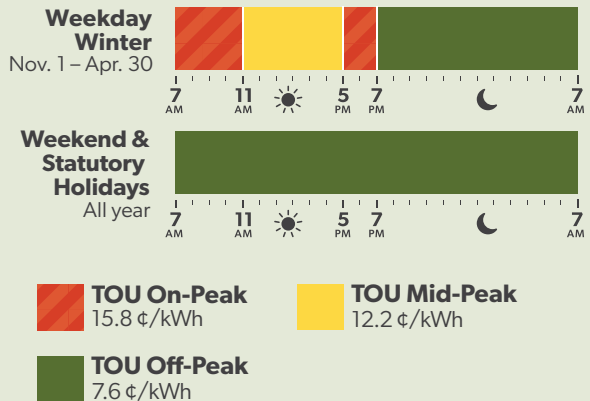 Weekday
Winter
Nov. 1 – Apr. 30
7 11 5 7 7
AM AM PM PM AM
Weekend &
Statutory
Holidays
All year
7 11 5 7 7
AM AM PM PM AM
TOU On-Peak
15.8 ¢/kWh
TOU Mid-Peak
12.2 ¢/kWh
TOU Off-Peak
7.6 ¢/kWh